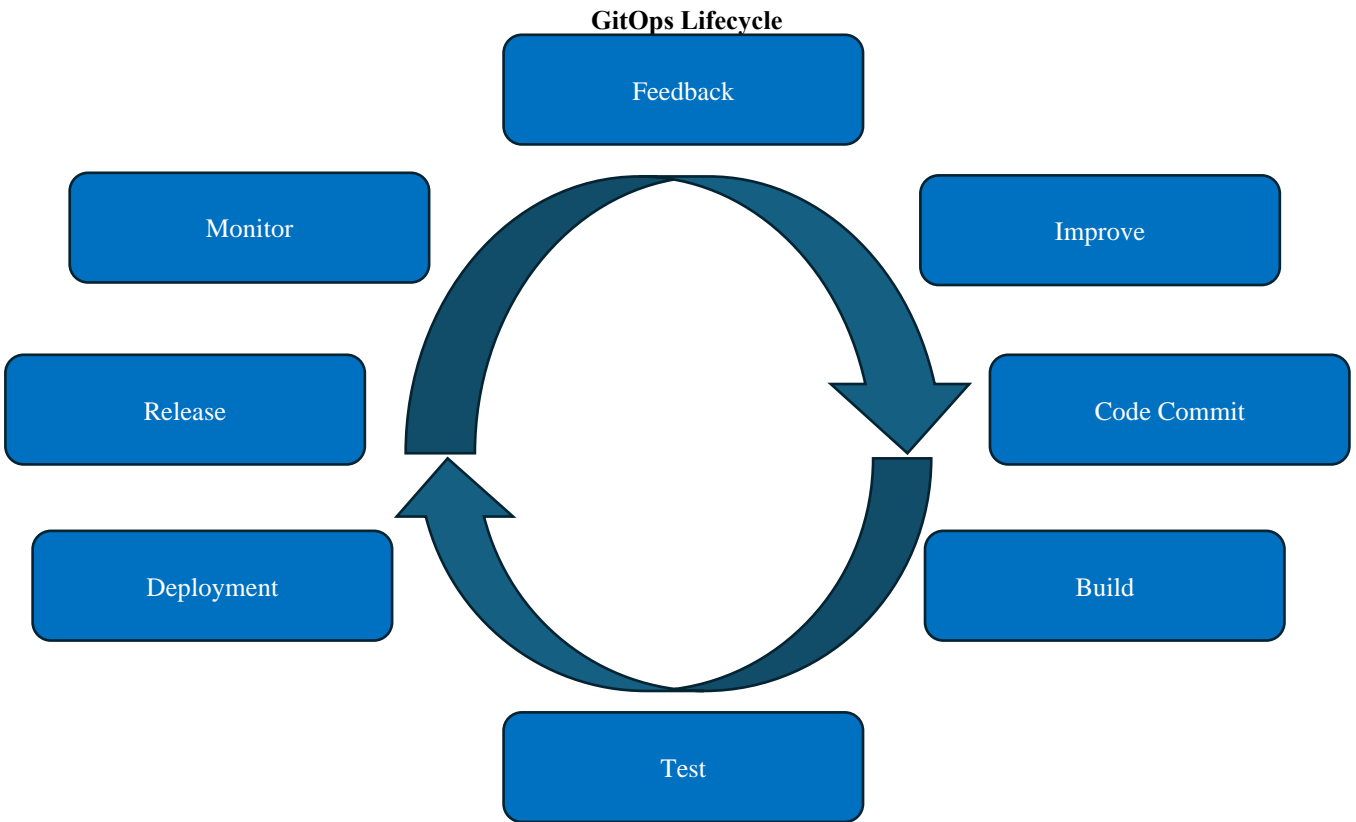 GitOps Lifecycle
Feedback
Monitor
Improve
Release
Code Commit
Deployment
Build
Test